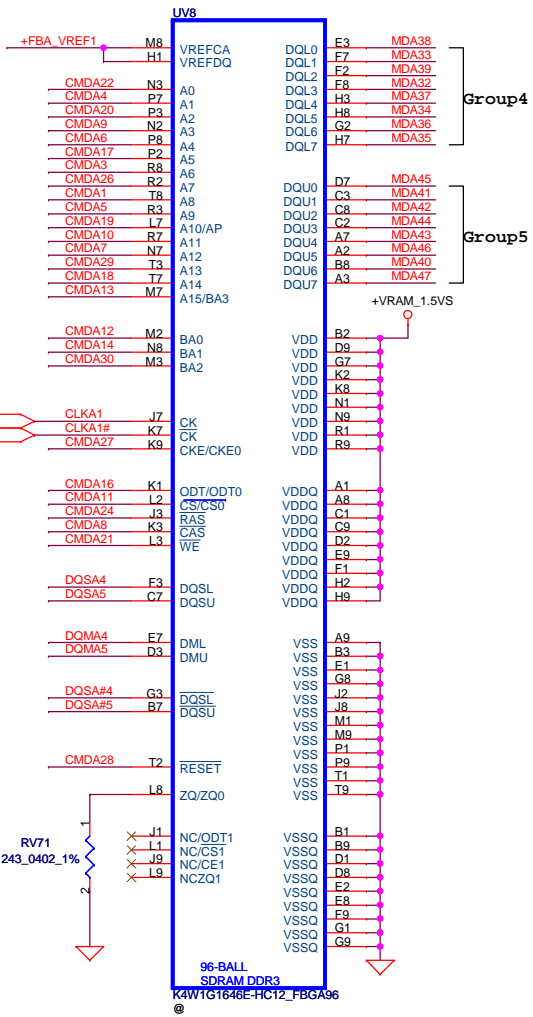 UV8
+FBA_VREF1 M8 VREFCA DQL0 E3 MDA38
H1 VREFDQ DQL1 F7 MDA33
DQL2 F2 MDA39
CMDA22 N3 A0 DQL3 F8 MDA32
CMDA4 P7 A1 DQL4 H3 MDA37 Group4
CMDA20 P3 A2 DQL5 H8 MDA34
CMDA9 N2 A3 DQL6 G2 MDA36
CMDA6 P8 A4 DQL7 H7 MDA35
CMDA17 P2 A5
CMDA3 R8 A6
CMDA26 R2 A7 DQU0 D7 MDA45
CMDA1 T8 A8 DQU1 C3 MDA41
CMDA5 R3 A9 DQU2 C8 MDA42
CMDA19 L7 A10/AP DQU3 C2 MDA44
CMDA10 R7 A11 DQU4 A7 MDA43 Group5
CMDA7 N7 A12 DQU5 A2 MDA46
CMDA29 T3 A13 DQU6 B8 MDA40
CMDA18 T7 A14 DQU7 A3 MDA47
CMDA13 M7 A15/BA3
+VRAM_1.5VS
CMDA12 M2 BA0 VDD B2
CMDA14 N8 BA1 VDD D9
CMDA30 M3 BA2 VDD G7
VDD K2
VDD K8
VDD N1
CLKA1 J7 CK VDD N9
CLKA1# K7 CK VDD R1
CMDA27 K9 CKE/CKE0 VDD R9
CMDA16 K1 ODT/ODT0 VDDQ A1
CMDA11 L2 CS/CS0 VDDQ A8
CMDA24 J3 RAS VDDQ C1
CMDA8 K3 CAS VDDQ C9
CMDA21 L3 WE VDDQ D2
VDDQ E9
VDDQ F1
DQSA4 F3 DQSL VDDQ H2
DQSA5 C7 DQSU VDDQ H9
DQMA4 E7 DML VSS A9
DQMA5 D3 DMU VSS B3
VSS E1
VSS G8
DQSA#4 G3 DQSL VSS J2
DQSA#5 B7 DQSU VSS J8
VSS M1
VSS M9
VSS P1
CMDA28 T2 RESET VSS P9
VSS T1
L8 ZQ/ZQ0 VSS T9
1
J1 NC/ODT1 VSSQ B1
RV71 L1 NC/CS1 VSSQ B9
243_0402_1% J9 NC/CE1 VSSQ D1
L9 NCZQ1 VSSQ D8
2 VSSQ E2
VSSQ E8
VSSQ F9
VSSQ G1
VSSQ G9
96-BALL
SDRAM DDR3
K4W1G1646E-HC12_FBGA96
@